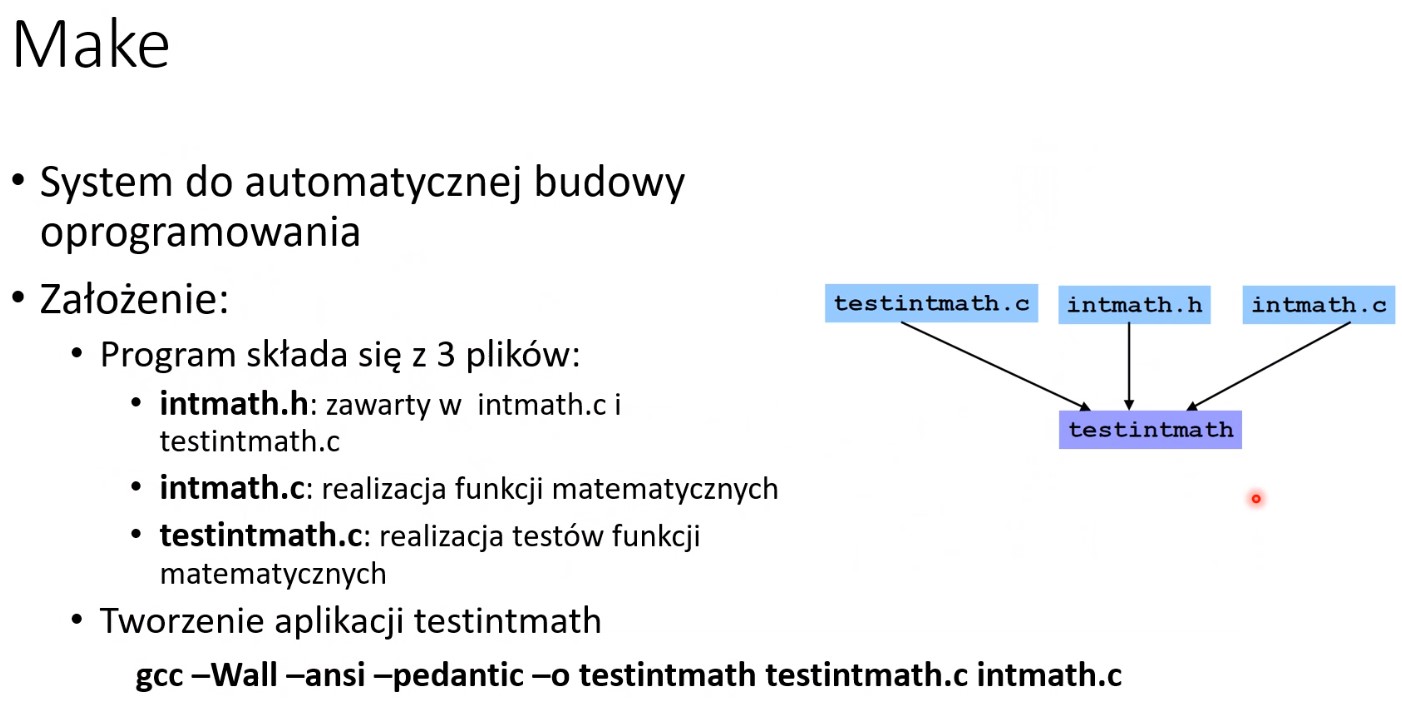 Make
• System do automatycznej budowy
oprogramowania
• Założenie:
• Program składa się z 3 plików:
• intmath.h: zawarty w  intmath.c i
testintmath.c
• intmath.c: realizacja funkcji matematycznych
• testintmath.c: realizacja testów funkcji
matematycznych
• Tworzenie aplikacji testintmath
gcc –Wall –ansi –pedantic –o testintmath testintmath.c intmath.c
testintmath.c
intmath.h
intmath.c
testintmath